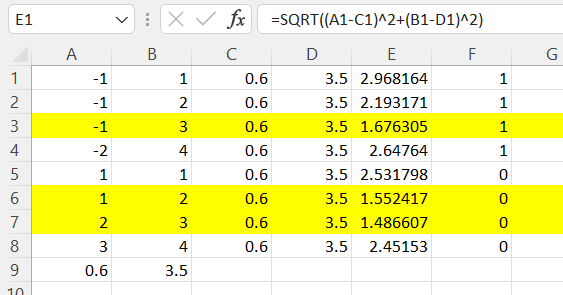 E1 fx =SQRT((A1-C1)^2+(B1-D1)^2)
A B C D E F G
1 -1 1 0.6 3.5 2.968164 1
2 -1 2 0.6 3.5 2.193171 1
3 -1 3 0.6 3.5 1.676305 1
4 -2 4 0.6 3.5 2.64764 1
5 1 1 0.6 3.5 2.531798 0
6 1 2 0.6 3.5 1.552417 0
7 2 3 0.6 3.5 1.486607 0
8 3 4 0.6 3.5 2.45153 0
9 0.6 3.5
10